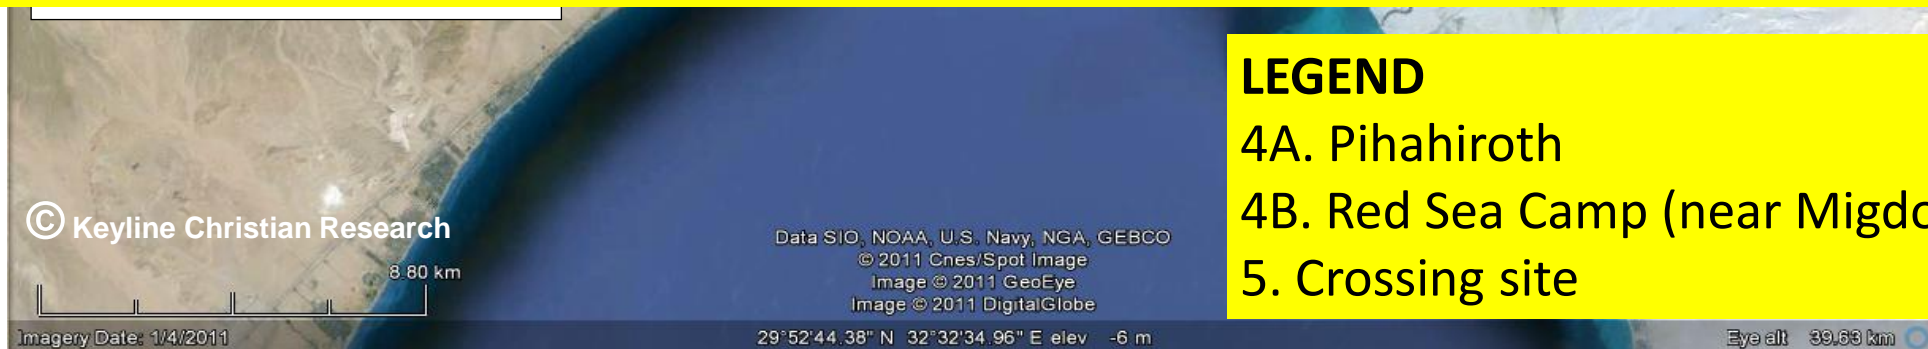 LEGEND
4A. Pihahiroth
4B. Red Sea Camp (near
5. Crossing site
© Keyline Christian Research
8.80 km
Data SIO, NOAA, U.S. Navy, NGA, GEBCO
© 2011 Cnes/Spot Image
Image © 2011 GeoEye
Image © 2011 DigitalGlobe
Imagery Date: 1/4/2011
29°52'44.38" N 32°32'34.96" E elev -6 m
Eye alt 39.63 km